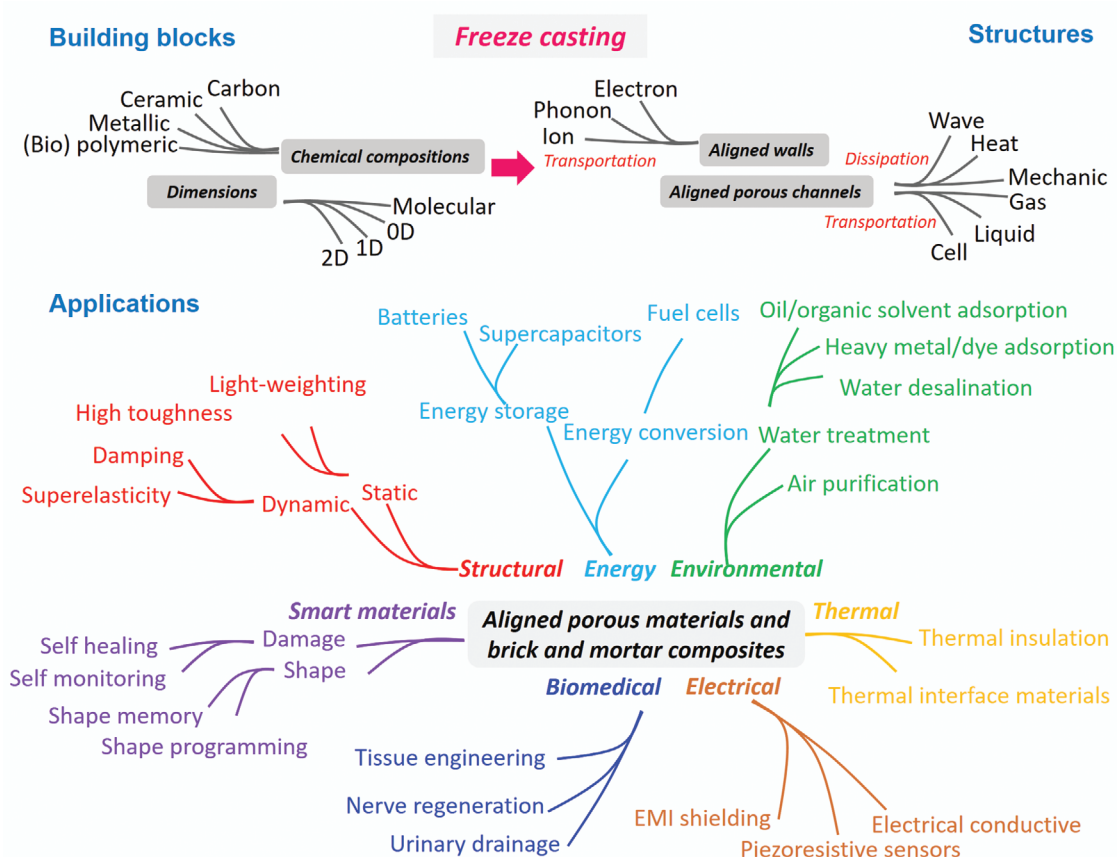 Building blocks
Freeze casting
Structures
Carbon
Ceramic
Metallic
(Bio) polymeric
Chemical compositions
Dimensions
Molecular
0D
1D
2D
Electron
Phonon
Ion
Transportation
Aligned walls
Aligned porous channels
Wave
Dissipation
Heat
Mechanic
Gas
Transportation
Liquid
Cell
Applications
Batteries
Supercapacitors
Fuel cells
Oil/organic solvent adsorption
Heavy metal/dye adsorption
Water desalination
Light-weighting
High toughness
Energy storage
Energy conversion
Water treatment
Damping
Superelasticity
Dynamic
Static
Air purification
Structural
Energy
Environmental
Smart materials
Aligned porous materials and
brick and mortar composites
Thermal
Self healing
Damage
Self monitoring
Shape
Shape memory
Shape programming
Thermal insulation
Thermal interface materials
Biomedical
Electrical
Tissue engineering
Nerve regeneration
Urinary drainage
EMI shielding
Piezoresistive sensors
Electrical conductive